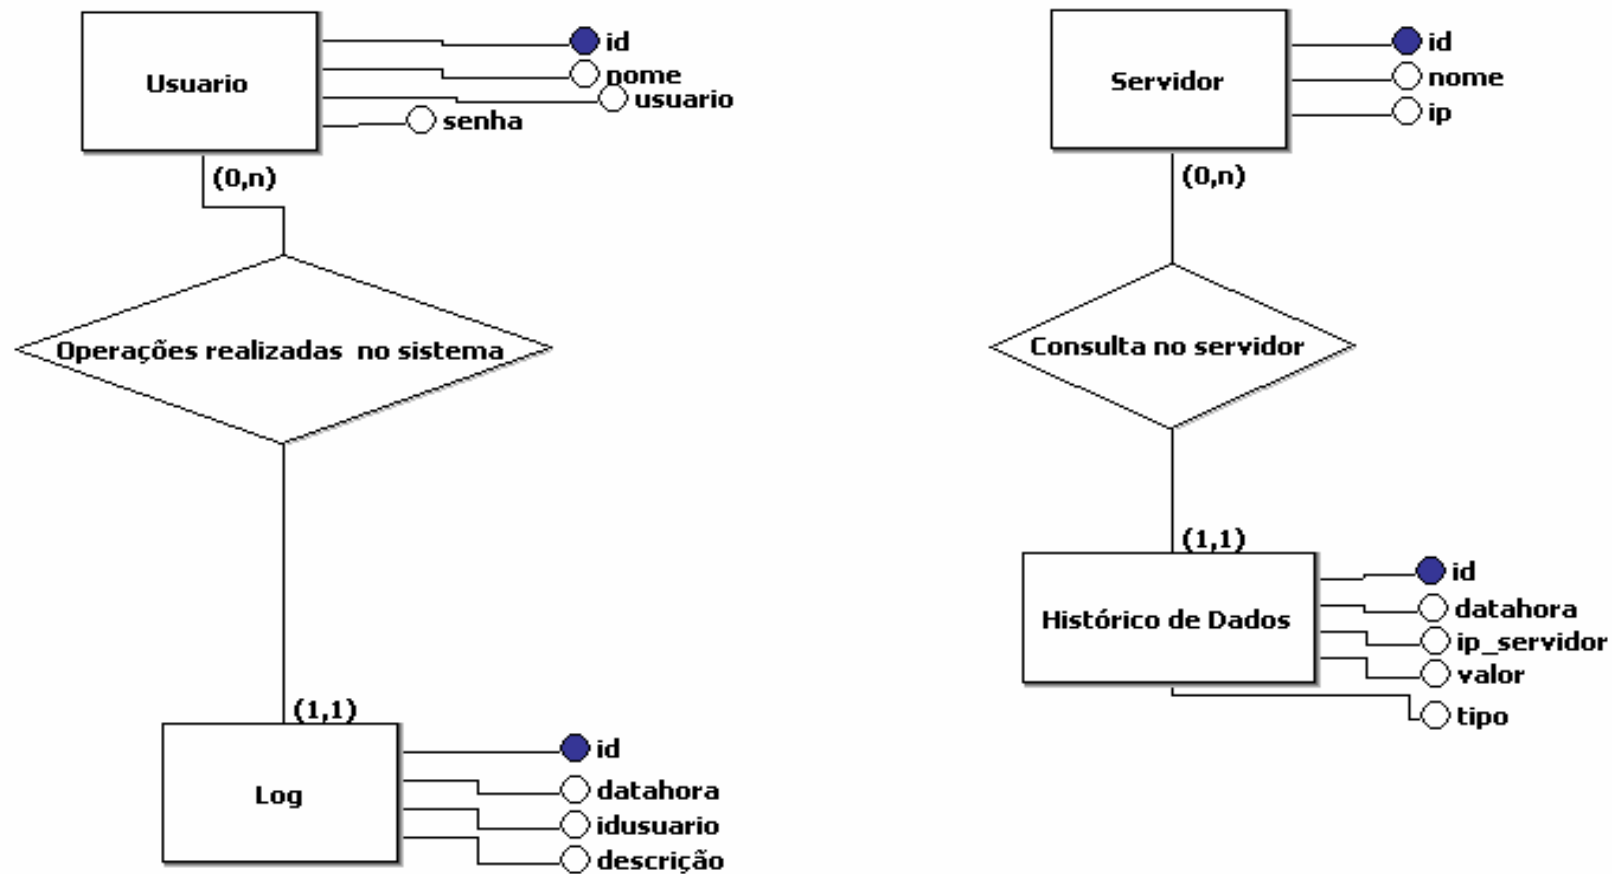 Usuario
id
nome
usuario
senha
(0,n)
Operações realizadas no sistema
(1,1)
Log
id
datahora
idusuario
descrição
Servidor
id
nome
ip
(0,n)
Consulta no servidor
(1,1)
Histórico de Dados
id
datahora
ip_servidor
valor
tipo